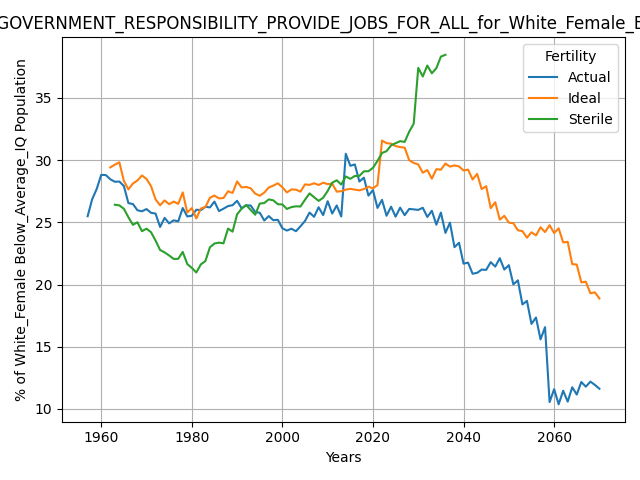 GOVERNMENT_RESPONSIBILITY_PROVIDE_JOBS_FOR_ALL_for_White_Female_B
% of White_Female Below_Average_IQ Population
35
30
25
20
15
10
1960
1980
2000
2020
2040
2060
Years
Fertility
Actual
Ideal
Sterile